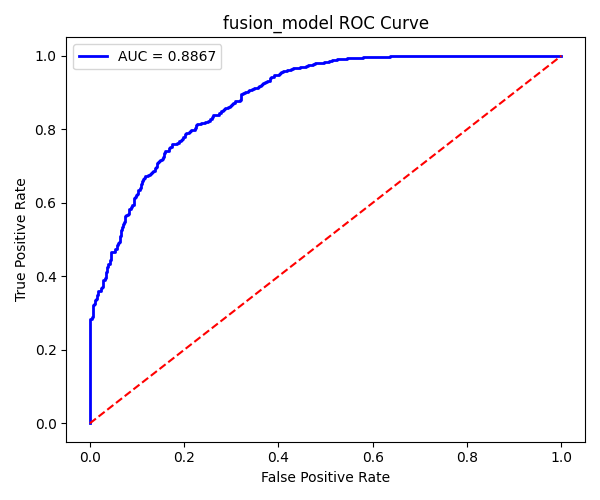 fusion_model ROC Curve
AUC = 0.8867
True Positive Rate
1.0
0.8
0.6
0.4
0.2
0.0
0.0 0.2 0.4 0.6 0.8 1.0
False Positive Rate